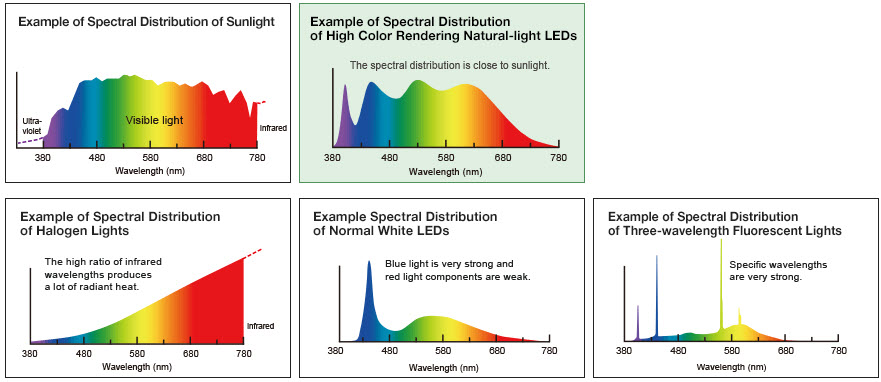 Example of Spectral Distribution of Sunlight
Ultra-
violet
Visible light
Infrared
380 480 580 680 780
Wavelength (nm)
Example of Spectral Distribution
of High Color Rendering Natural-light LEDs
The spectral distribution is close to sunlight.
380 480 580 680 780
Wavelength (nm)
Example of Spectral Distribution
of Halogen Lights
The high ratio of infrared
wavelengths produces
a lot of radiant heat.
Infrared
380 480 580 680 780
Wavelength (nm)
Example Spectral Distribution
of Normal White LEDs
Blue light is very strong and
red light components are weak.
380 480 580 680 780
Wavelength (nm)
Example of Spectral Distribution
of Three-wavelength Fluorescent Lights
Specific wavelengths
are very strong.
380 480 580 680 780
Wavelength (nm)